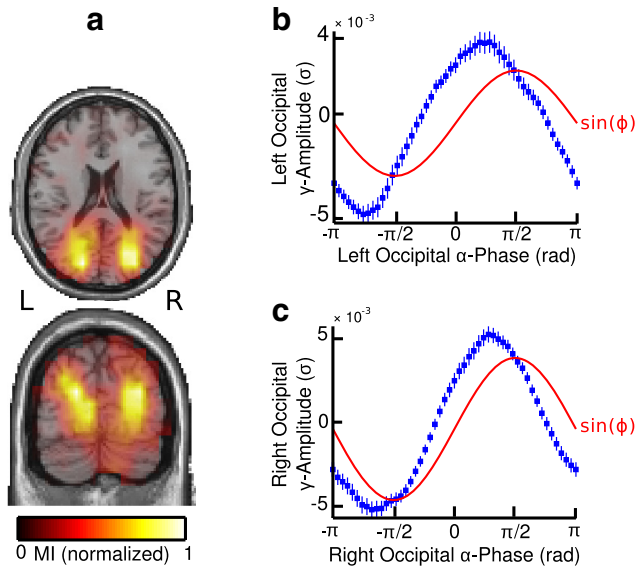 a
L R
0 MI (normalized) 1
b
4 × 10⁻³
0
-5
Left Occipital
γ-Amplitude (σ)
sin(ϕ)
-π -π/2 0 π/2 π
Left Occipital α-Phase (rad)
c
5 × 10⁻³
0
-5
Right Occipital
γ-Amplitude (σ)
sin(ϕ)
-π -π/2 0 π/2 π
Right Occipital α-Phase (rad)